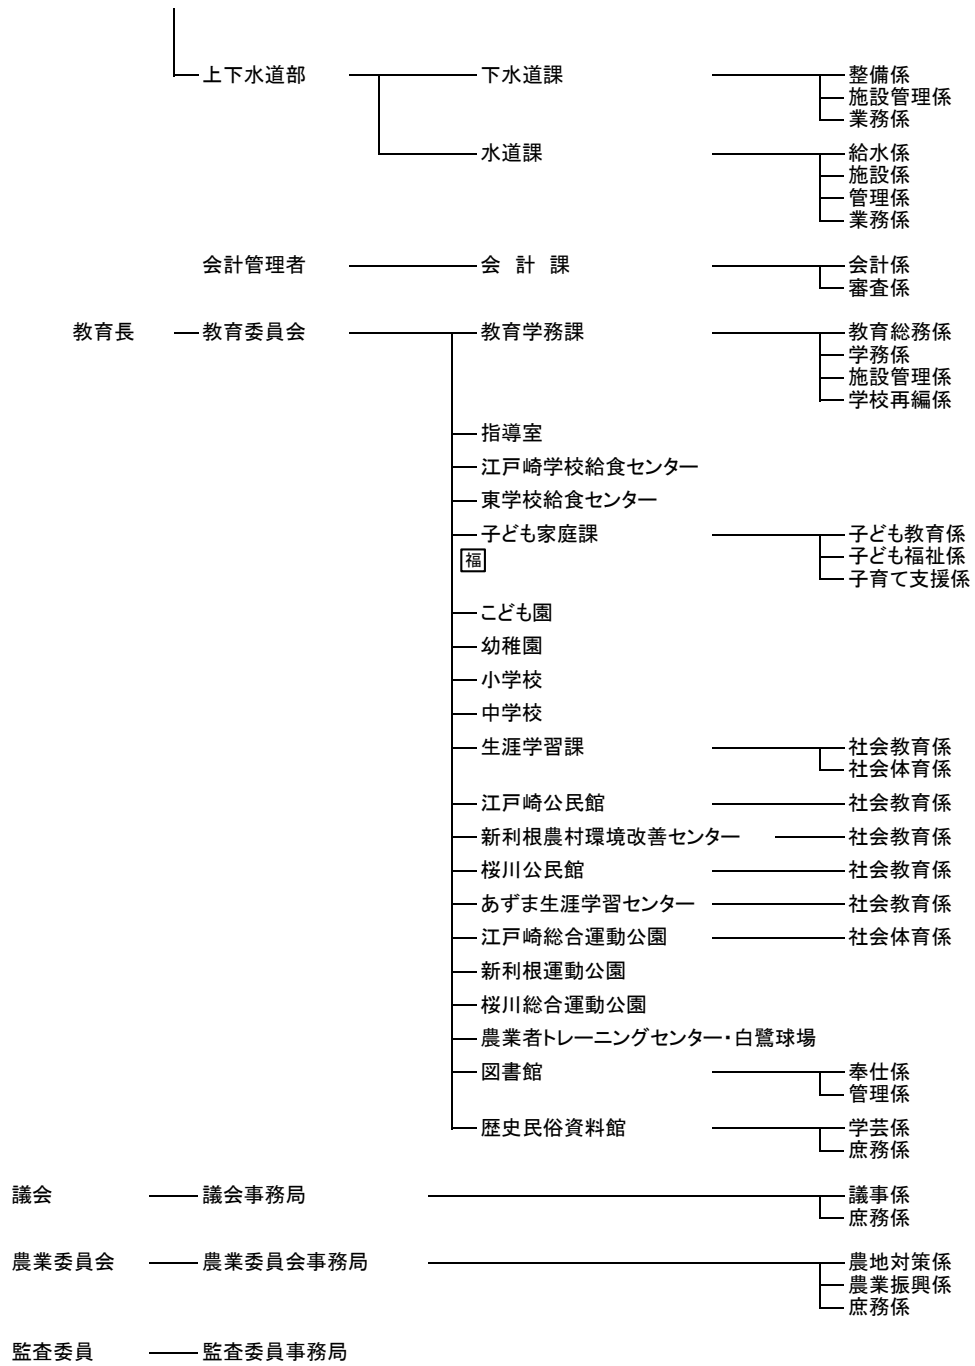 上下水道部 下水道課 整備係
施設管理係
業務係
水道課 給水係
施設係
管理係
業務係
会計管理者 会計課 会計係
審査係
教育長 教育委員会 教育学務課 教育総務係
学務係
施設管理係
学校再編係
指導室
江戸崎学校給食センター
東学校給食センター
子ども家庭課 子ども教育係
福 子ども福祉係
子育て支援係
こども園
幼稚園
小学校
中学校
生涯学習課 社会教育係
社会体育係
江戸崎公民館 社会教育係
新利根農村環境改善センター 社会教育係
桜川公民館 社会教育係
あずま生涯学習センター 社会教育係
江戸崎総合運動公園 社会体育係
新利根運動公園
桜川総合運動公園
農業者トレーニングセンター・白鷺球場
図書館 奉仕係
管理係
歴史民俗資料館 学芸係
庶務係
議会 議会事務局 議事係
庶務係
農業委員会 農業委員会事務局 農地対策係
農業振興係
庶務係
監査委員 監査委員事務局